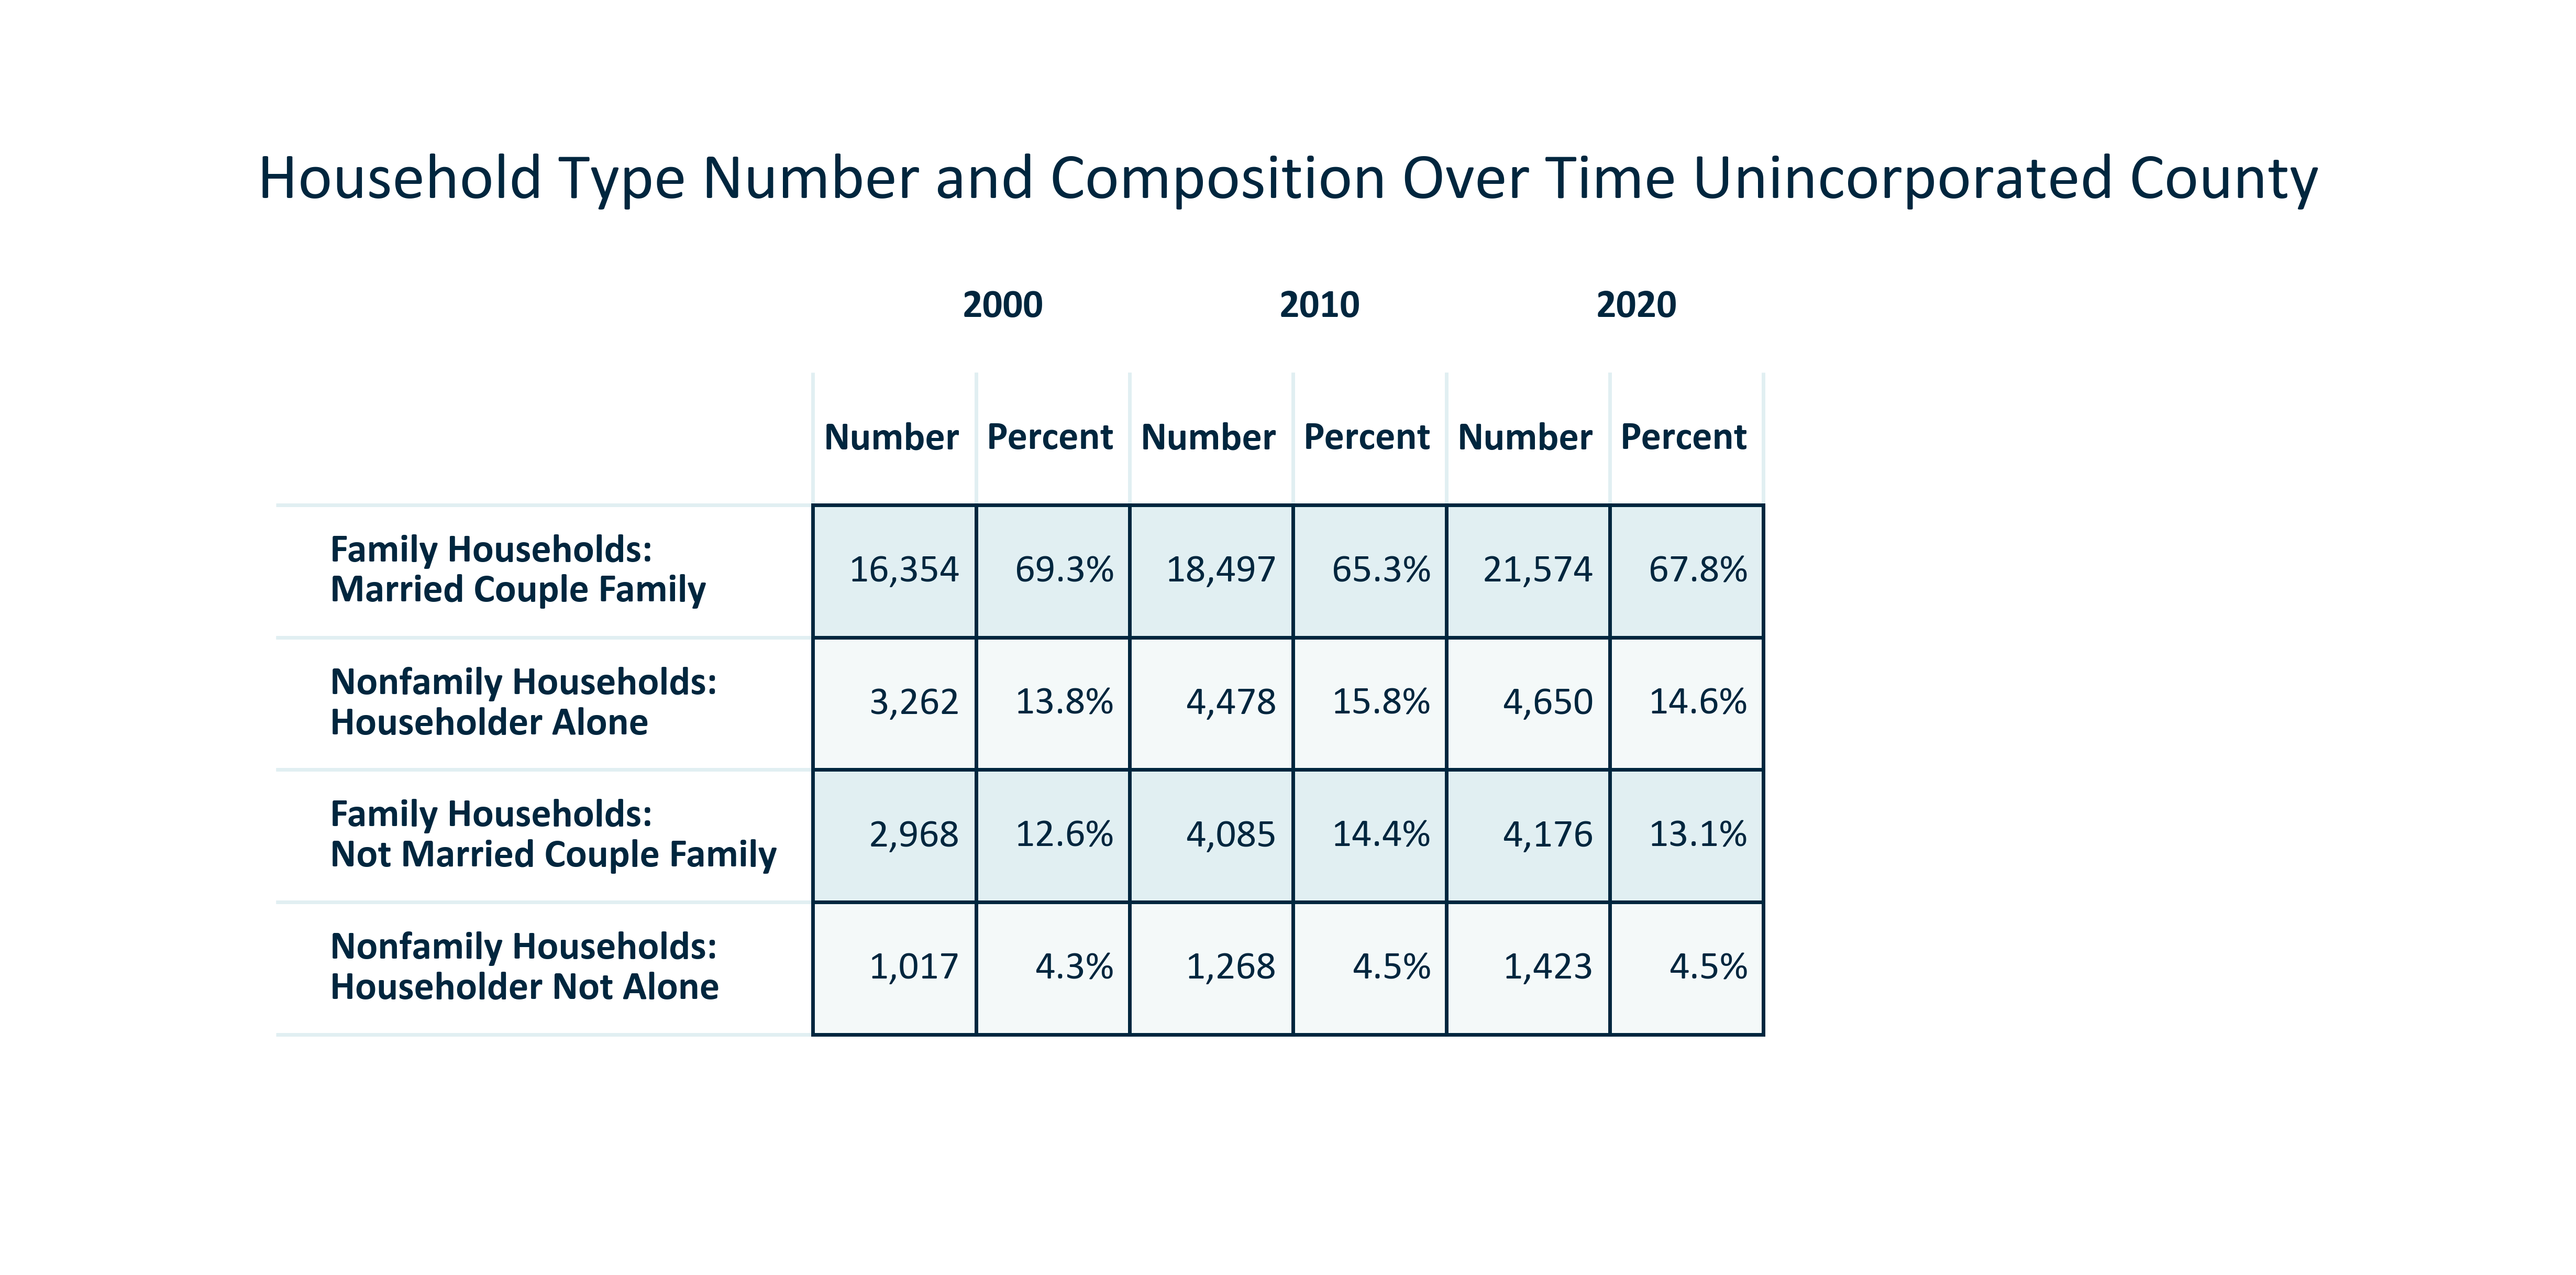 Household Type Number and Composition Over Time Unincorporated County
2000 2010 2020
Number Percent Number Percent Number Percent
Family Households:
Married Couple Family
16,354 69.3% 18,497 65.3% 21,574 67.8%
Nonfamily Households:
Householder Alone
3,262 13.8% 4,478 15.8% 4,650 14.6%
Family Households:
Not Married Couple Family
2,968 12.6% 4,085 14.4% 4,176 13.1%
Nonfamily Households:
Householder Not Alone
1,017 4.3% 1,268 4.5% 1,423 4.5%